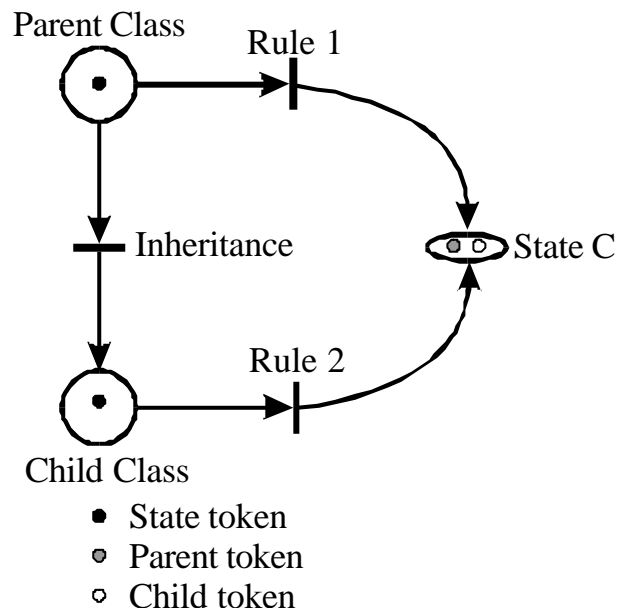 Parent Class
Rule 1
Inheritance
State C
Rule 2
Child Class
State token
Parent token
Child token